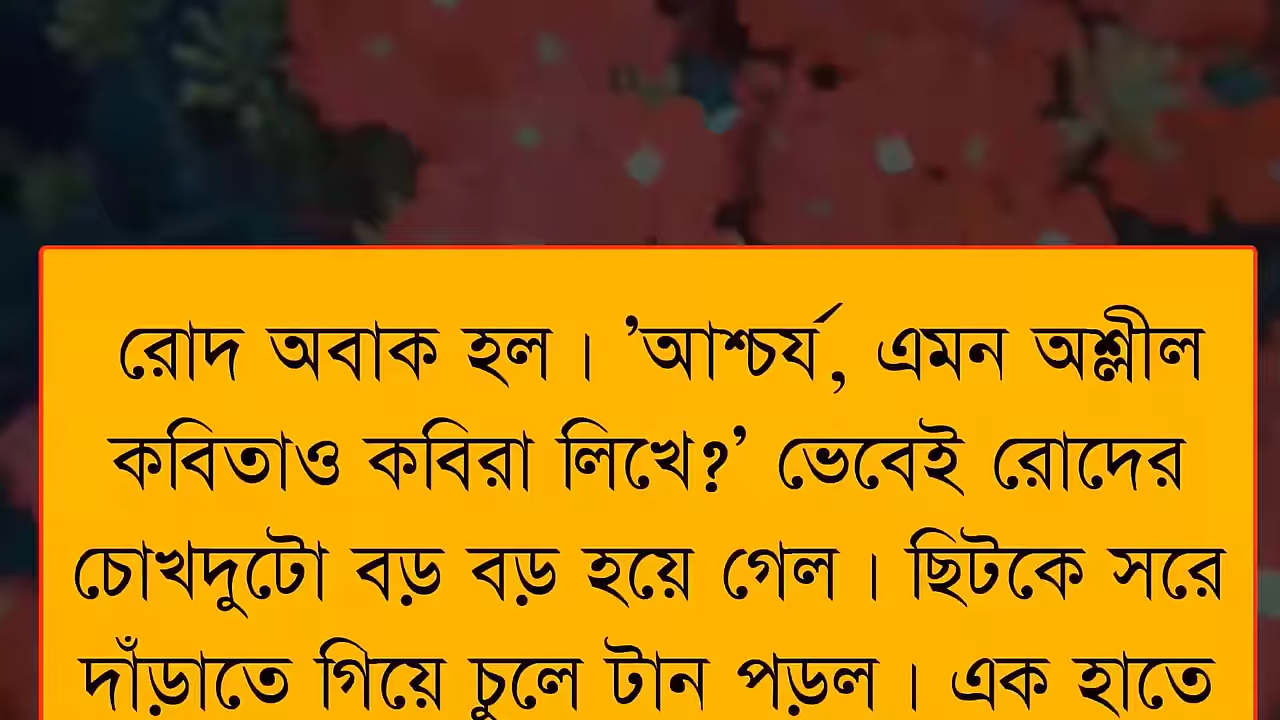 রোদ অবাক হল। ’আশ্চর্য, এমন অশ্লীল
কবিতাও কবিরা লিখে?’ ভেবেই রোদের
চোখদুটো বড় বড় হয়ে গেল। ছিটকে সরে
দাঁড়াতে গিয়ে চুলে টান পড়ল। এক হাতে